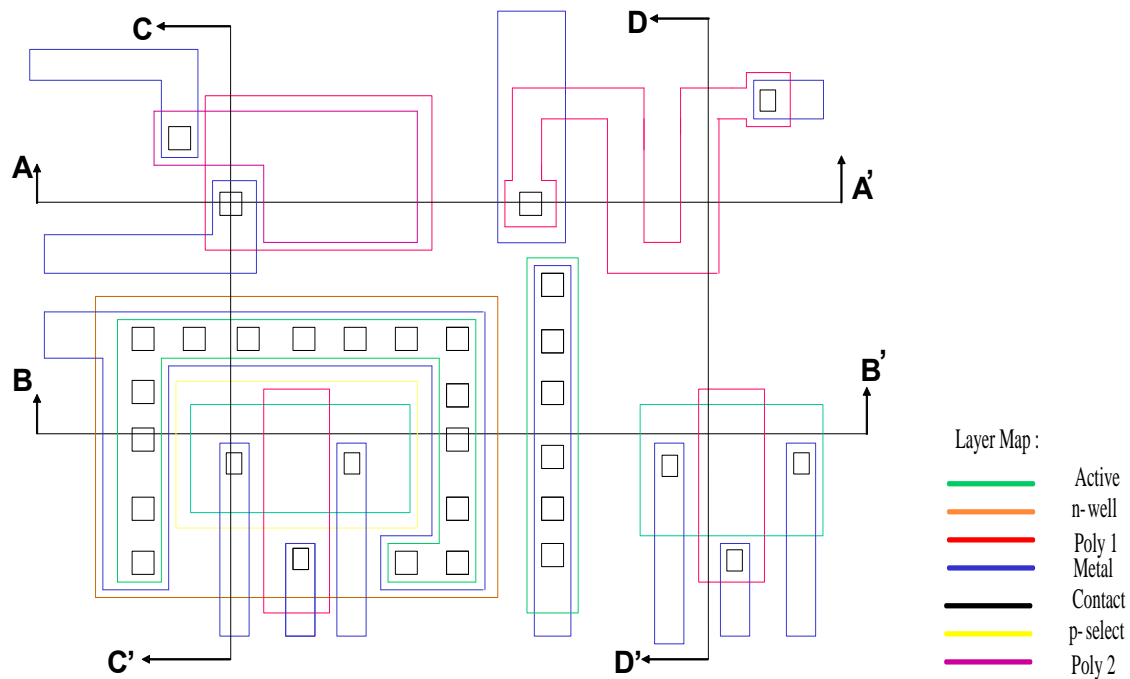 C
D
A
A’
B
B’
C’
D’
Layer Map :
Active
n- well
Poly 1
Metal
Contact
p- select
Poly 2